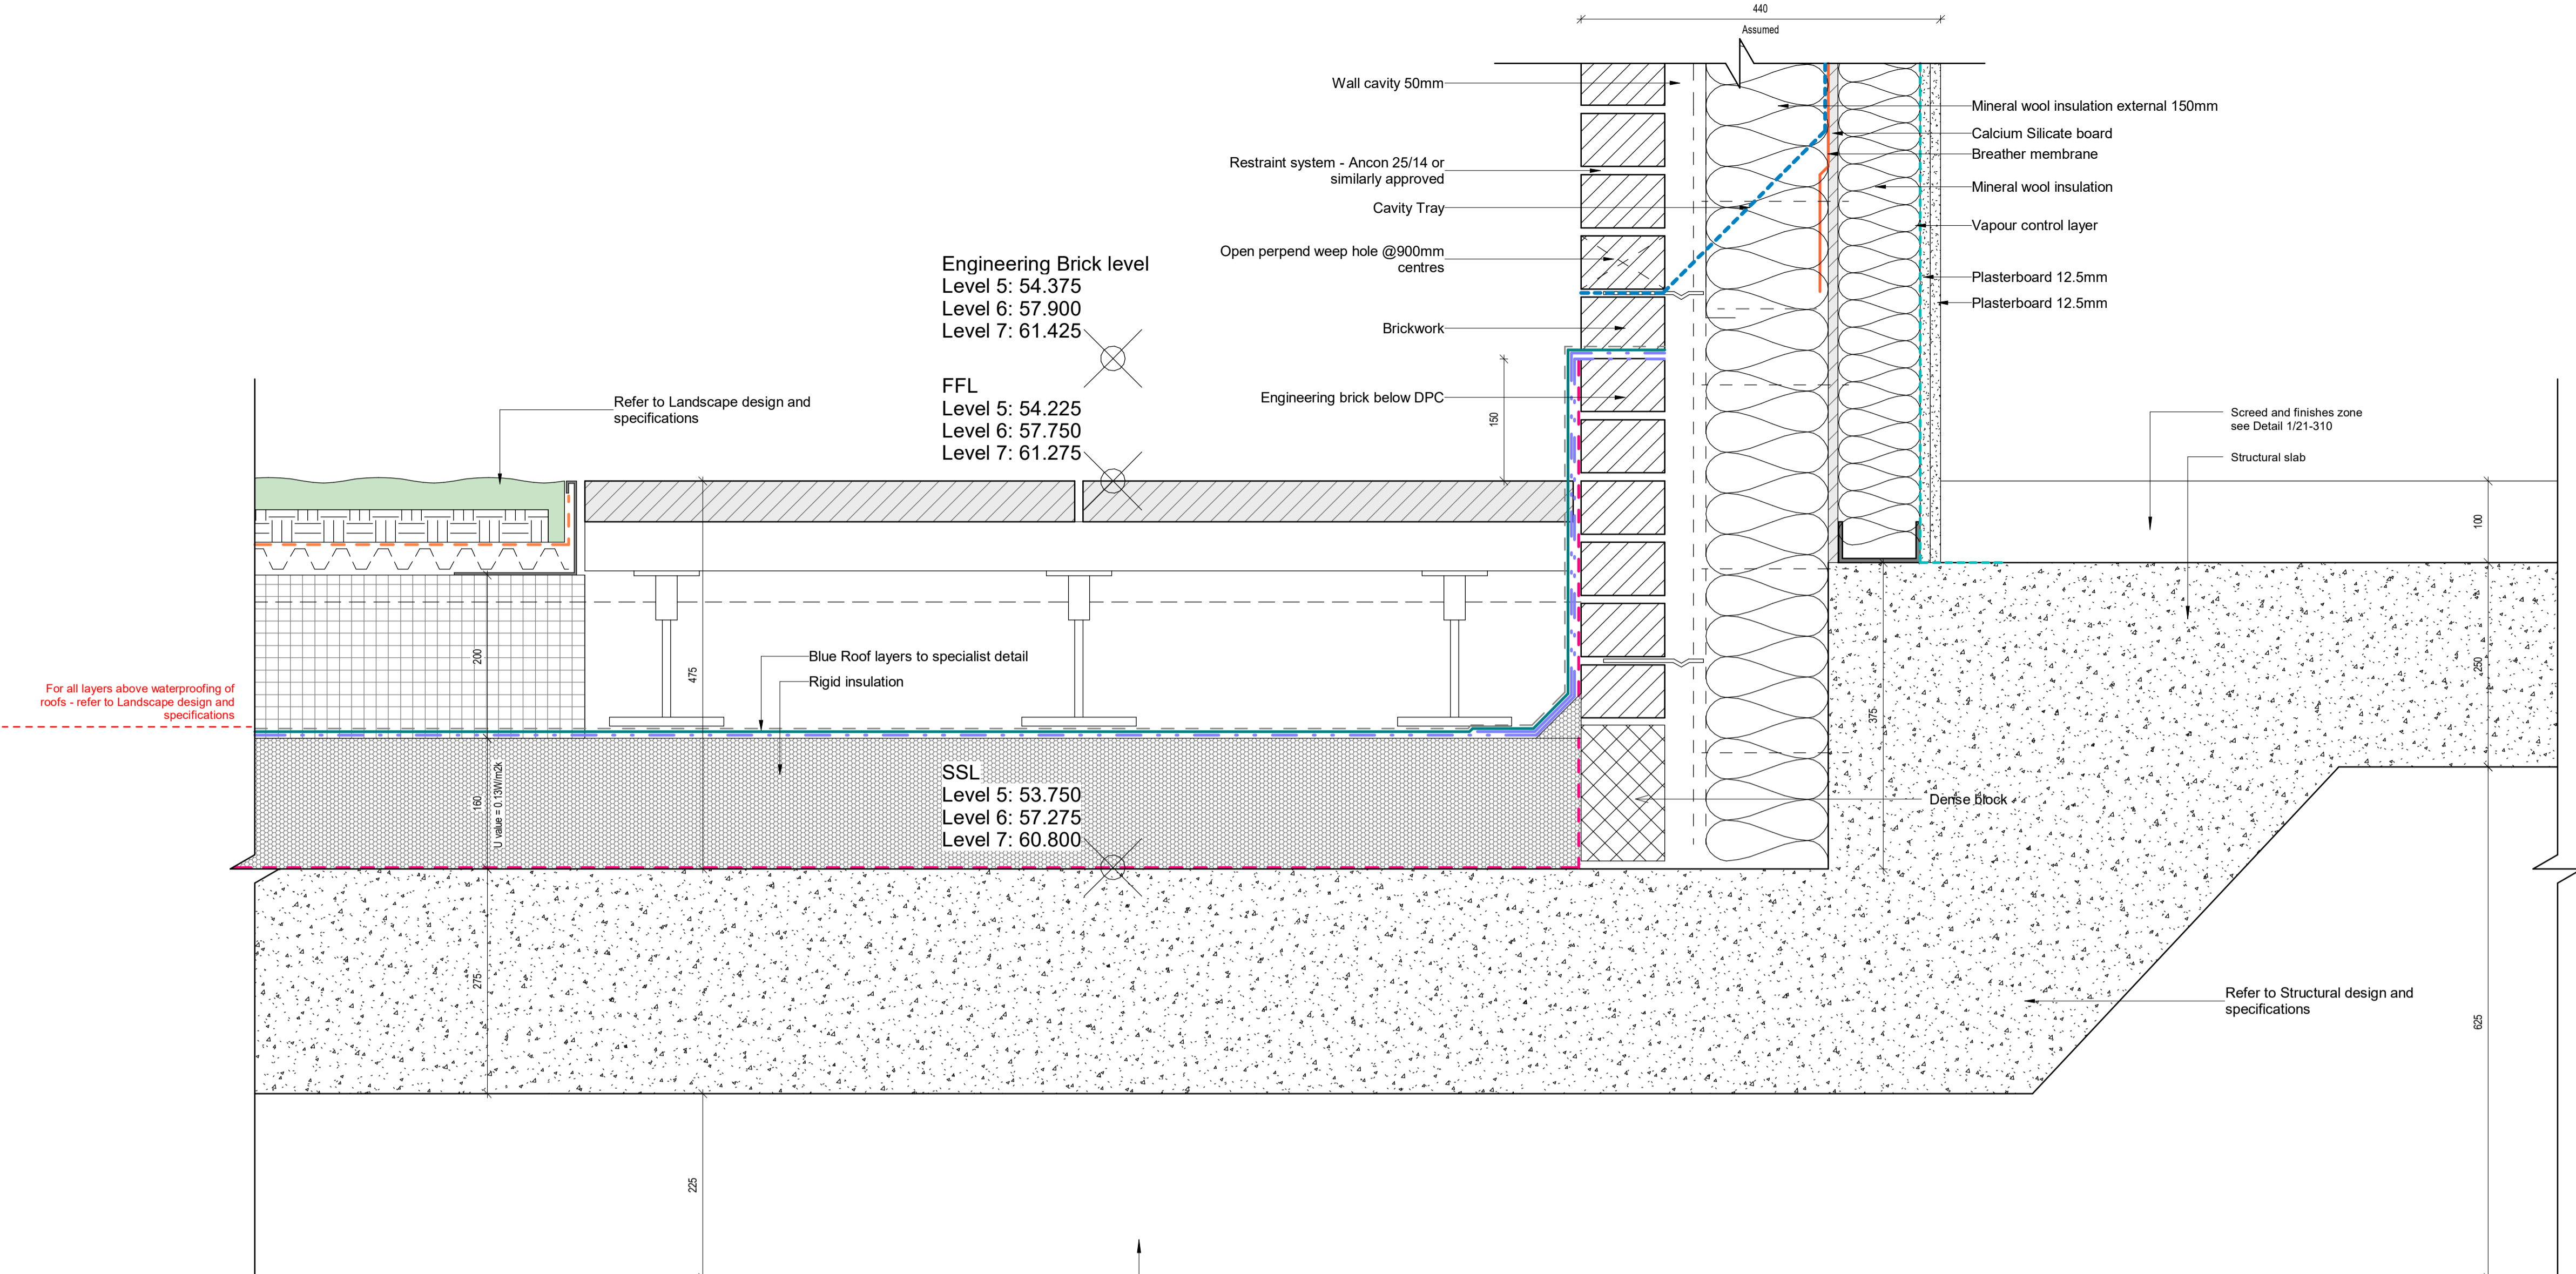 440
Assumed
Wall cavity 50mm
Mineral wool insulation external 150mm
Calcium Silicate board
Breather membrane
Restraint system - Ancon 25/14 or
similarly approved
Mineral wool insulation
Cavity Tray
Vapour control layer
Open perpend weep hole @900mm
centres
Plasterboard 12.5mm
Plasterboard 12.5mm
Brickwork
Engineering brick below DPC
150
Engineering Brick level
Level 5: 54.375
Level 6: 57.900
Level 7: 61.425
FFL
Level 5: 54.225
Level 6: 57.750
Level 7: 61.275
Refer to Landscape design and
specifications
Screed and finishes zone
see Detail 1/21-310
Structural slab
100
250
375
200
475
Blue Roof layers to specialist detail
Rigid insulation
For all layers above waterproofing of
roofs - refer to Landscape design and
specifications
160
U value = 0.13W/m2k
SSL
Level 5: 53.750
Level 6: 57.275
Level 7: 60.800
Dense block
275
Refer to Structural design and
specifications
625
225